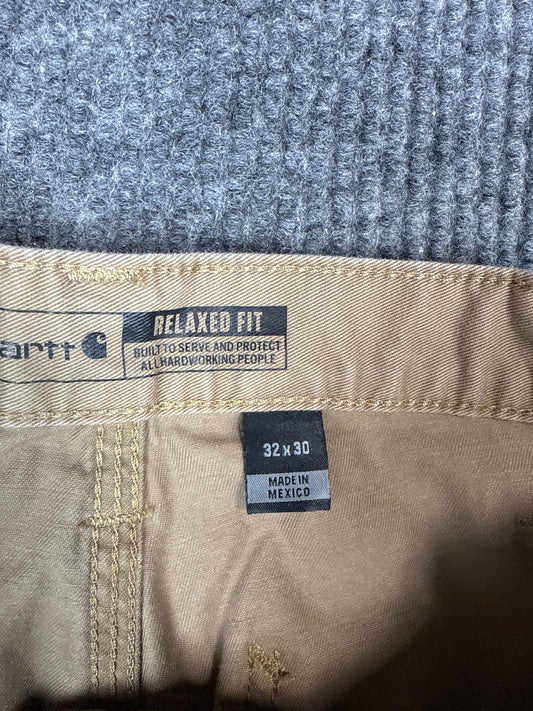 artt
RELAXED FIT
BUILT TO SERVE AND PROTECT
ALL HARDWORKING PEOPLE
32 x 30
MADE IN
MEXICO